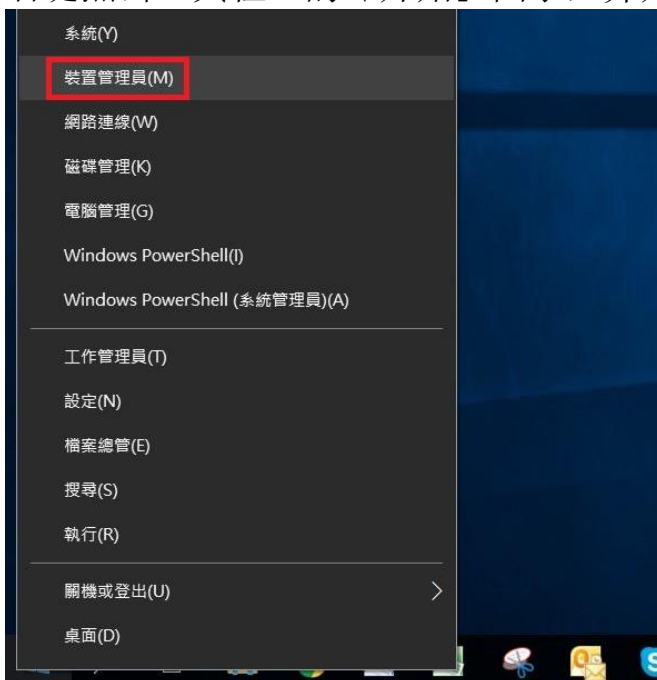 系統(Y)
裝置管理員(M)
網路連線(W)
磁碟管理(K)
電腦管理(G)
Windows PowerShell(I)
Windows PowerShell (系統管理員)(A)
工作管理員(T)
設定(N)
檔案總管(E)
搜尋(S)
執行(R)
關機或登出(U)
桌面(D)